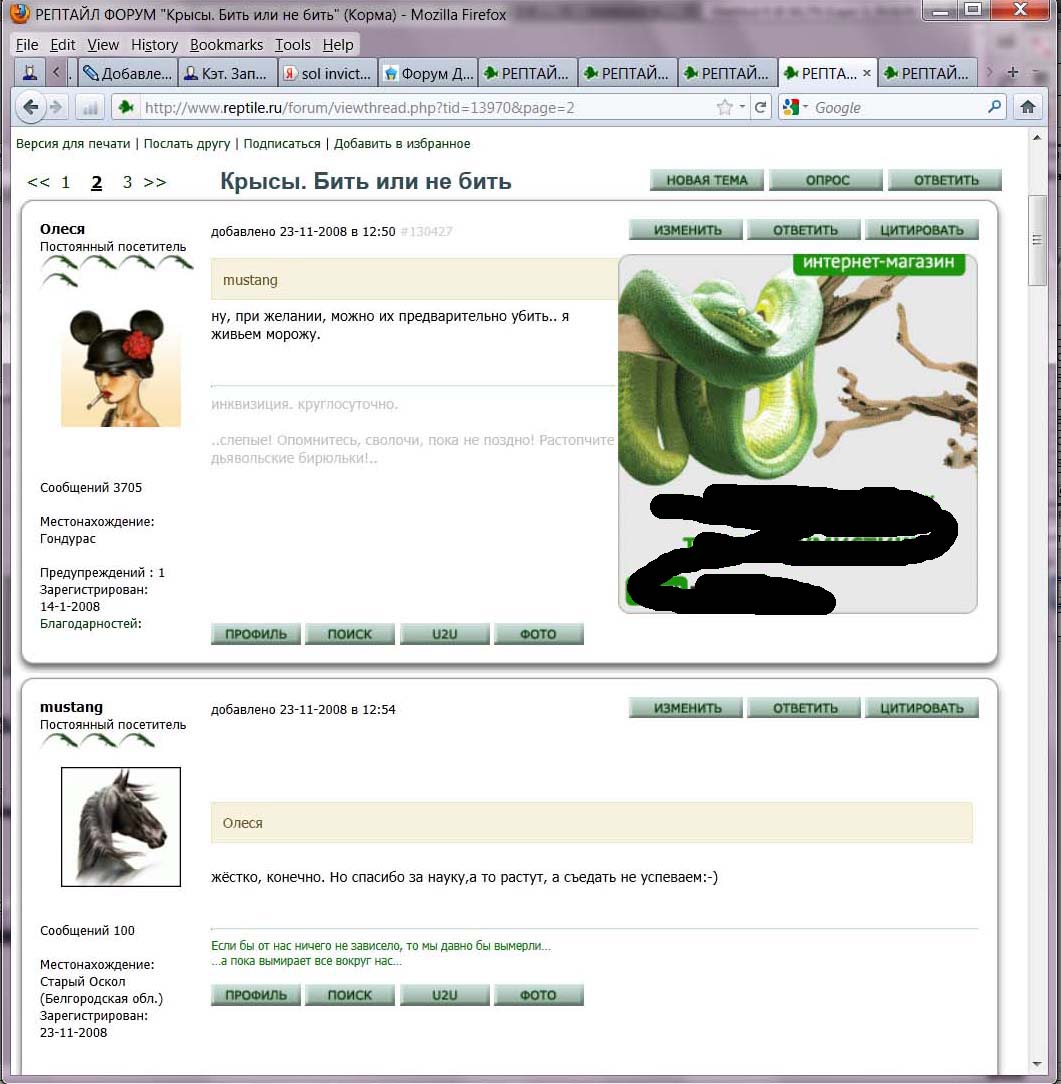 РЕПТАЙЛ ФОРУМ "Крысы. Бить или не бить" (Корма) - Mozilla Firefox
File Edit View History Bookmarks Tools Help
Добавле... Кэт. Зап... sol invict... Форум Д... РЕПТАЙ... РЕПТАЙ... РЕПТАЙ... РЕПТА... РЕПТАЙ...
http://www.reptile.ru/forum/viewthread.php?tid=13970&page=2 Google
Версия для печати | Послать другу | Подписаться | Добавить в избранное
<< 1 2 3 >> Крысы. Бить или не бить НОВАЯ ТЕМА ОПРОС ОТВЕТИТЬ
Олеся
Постоянный посетитель
добавлено 23-11-2008 в 12:50 #130427
ИЗМЕНИТЬ ОТВЕТИТЬ ЦИТИРОВАТЬ
интернет-магазин
mustang
ну, при желании, можно их предварительно убить.. я
живьем морожу.
инквизиция. круглосуточно.
..слепые! Опомнитесь, сволочи, пока не поздно! Растопчите
дьявольские бирюльки!..
Сообщений 3705
Местонахождение:
Гондурас
Предупреждений : 1
Зарегистрирован:
14-1-2008
Благодарностей:
ПРОФИЛЬ ПОИСК U2U ФОТО
mustang
Постоянный посетитель
добавлено 23-11-2008 в 12:54
ИЗМЕНИТЬ ОТВЕТИТЬ ЦИТИРОВАТЬ
Олеся
жёстко, конечно. Но спасибо за науку,а то растут, а съедать не успеваем:-)
Сообщений 100
Местонахождение:
Старый Оскол
(Белгородская обл.)
Зарегистрирован:
23-11-2008
Если бы от нас ничего не зависело, то мы давно бы вымерли...
...а пока вымирает все вокруг нас...
ПРОФИЛЬ ПОИСК U2U ФОТО